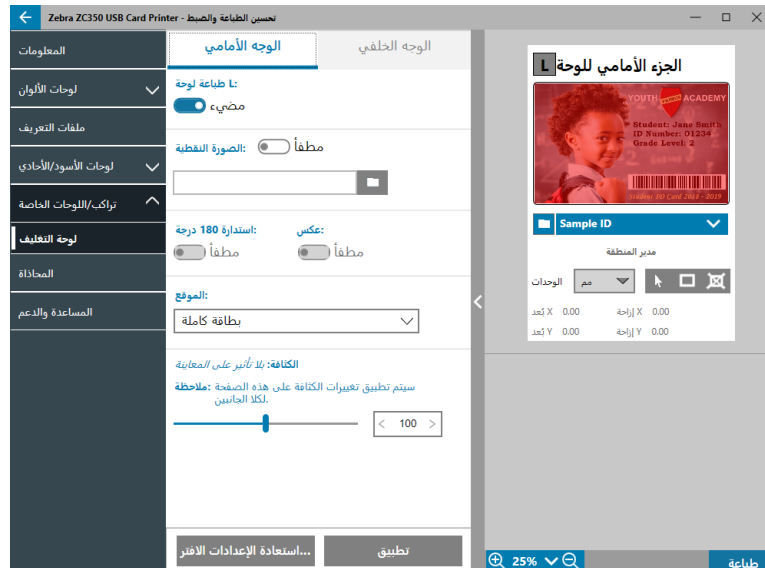 Zebra ZC350 USB Card Printer - تحسين الطباعة والضبط
المعلومات
لوحات الألوان
ملفات التعريف
لوحات الأسود/الأحادي
تراكب/اللوحات الخاصة
لوحة التغليف
المحاذاة
المساعدة والدعم
الوجه الأمامي
الوجه الخلفي
طباعة لوحة L:
مضيء
الصورة النقطية:
مطفأ
استدارة 180 درجة:
مطفأ
عكس:
مطفأ
الموقع:
بطاقة كاملة
الكثافة: بلا تأثير على المعاينة
ملاحظة: سيتم تطبيق تغييرات الكثافة على هذه الصفحة
لكلا الجانبين.
< 100 >
استعادة الإعدادات الافتر...
تطبيق
الجزء الأمامي للوحة L
YOUTH ACADEMY
Student: Jane Smith
ID Number: 01234
Grade Level: 2
Student ID Card 2018 - 2019
Sample ID
مدير المنطقة
الوحدات
مم
بُعد X 0.00
إزاحة X 0.00
بُعد Y 0.00
إزاحة Y 0.00
25%
طباعة